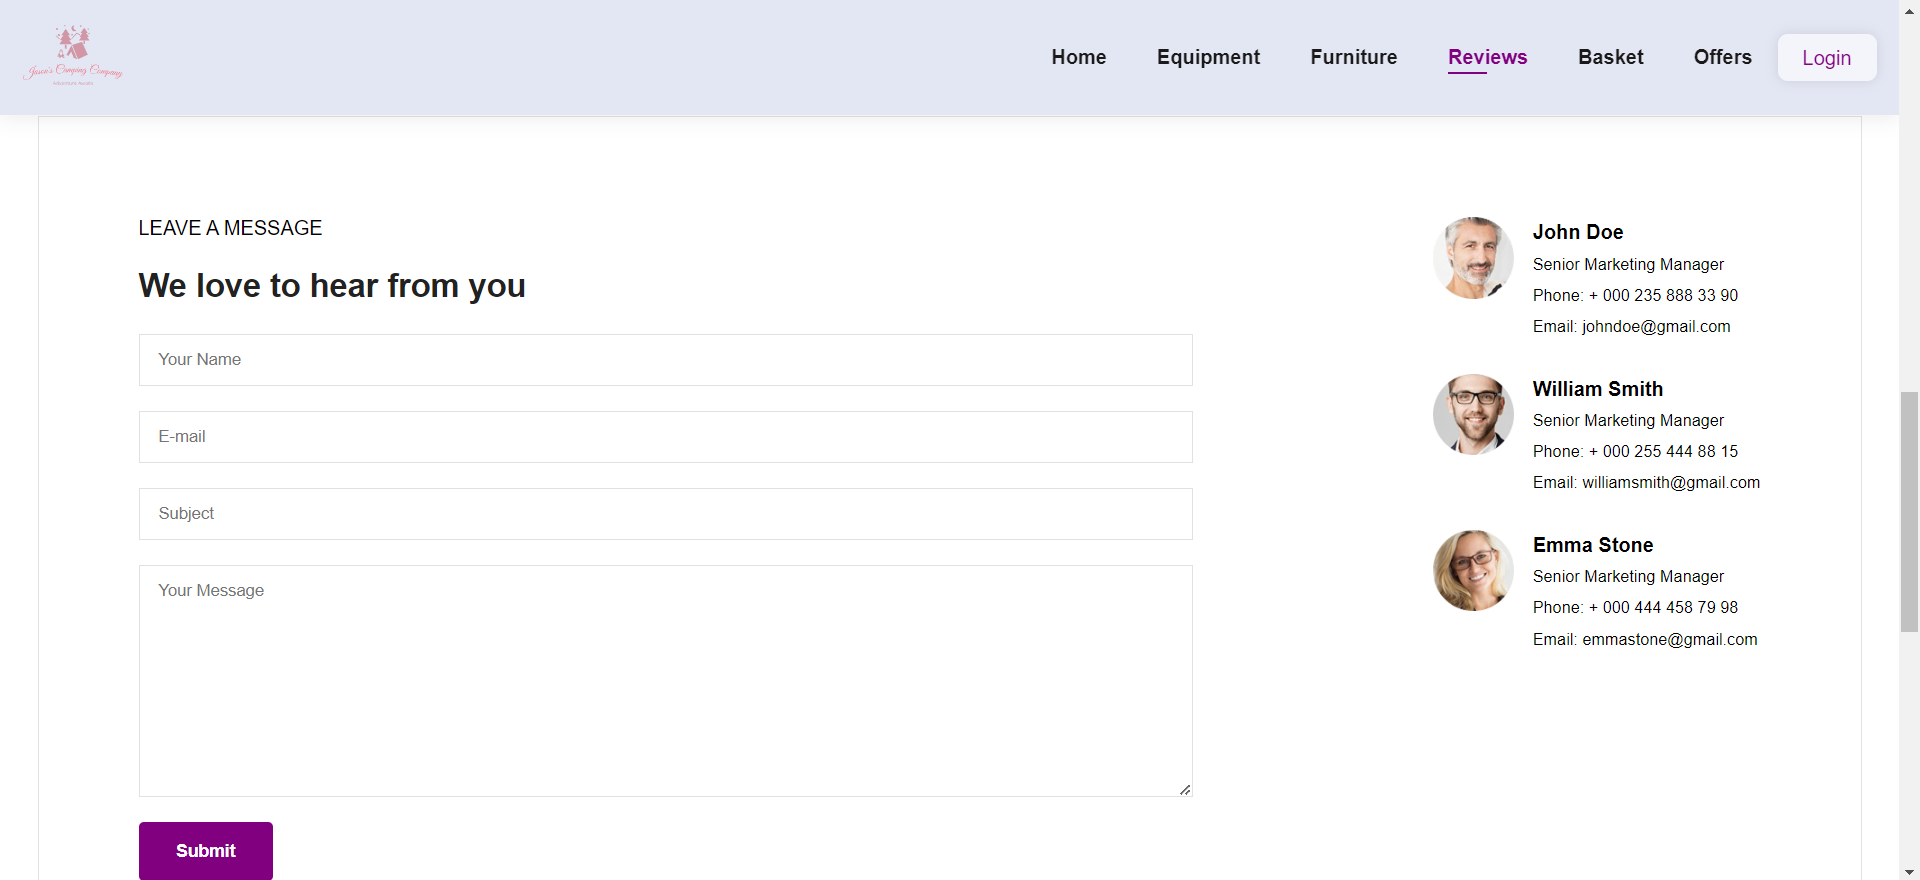 Jason's Camping Company
Home
Equipment
Furniture
Reviews
Basket
Offers
Login
LEAVE A MESSAGE
We love to hear from you
Your Name
E-mail
Subject
Your Message
Submit
John Doe
Senior Marketing Manager
Phone: + 000 235 888 33 90
Email: johndoe@gmail.com
William Smith
Senior Marketing Manager
Phone: + 000 255 444 88 15
Email: williamsmith@gmail.com
Emma Stone
Senior Marketing Manager
Phone: + 000 444 458 79 98
Email: emmastone@gmail.com